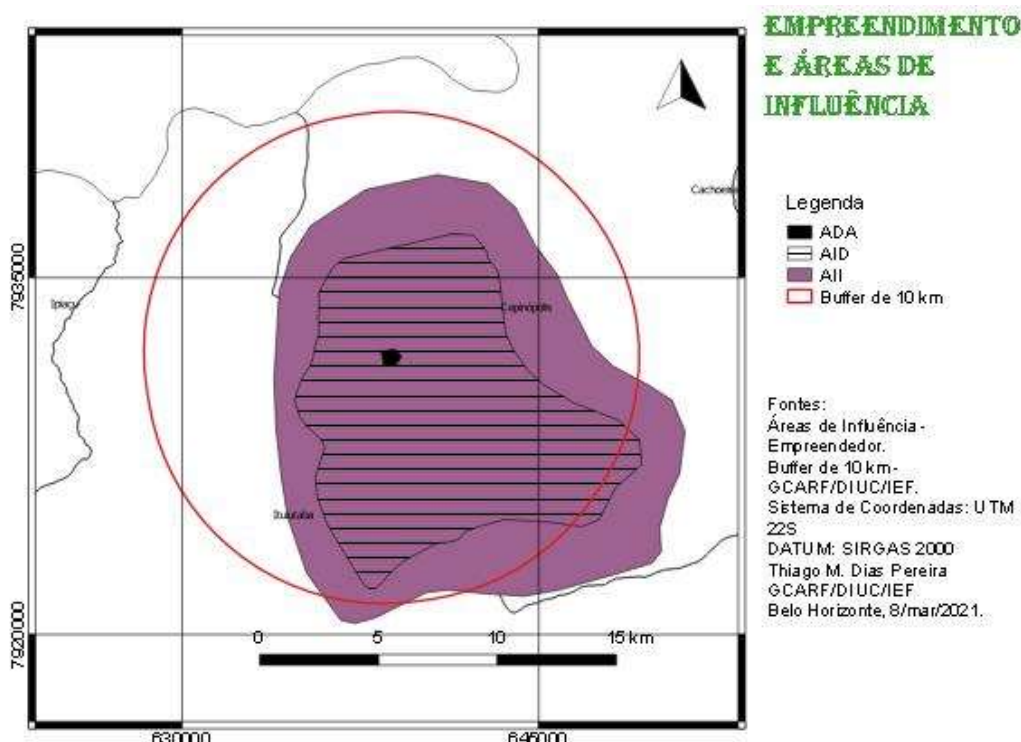 EMPREENDIMENTO
E ÁREAS DE
INFLUÊNCIA
Legenda
ADA
AID
AII
Buffer de 10 km
Fontes:
Áreas de Influência -
Empreendedor.
Buffer de 10 km-
GCARF/DIUC/IEF.
Sistema de Coordenadas: UTM
22S
DATUM: SIRGAS 2000
Thiago M. Dias Pereira
GCARF/DIUC/IEF
Belo Horizonte, 8/mar/2021.
Capinópolis
Ituiutaba
7935000
7920000
0 5 10 15 km
630000 645000